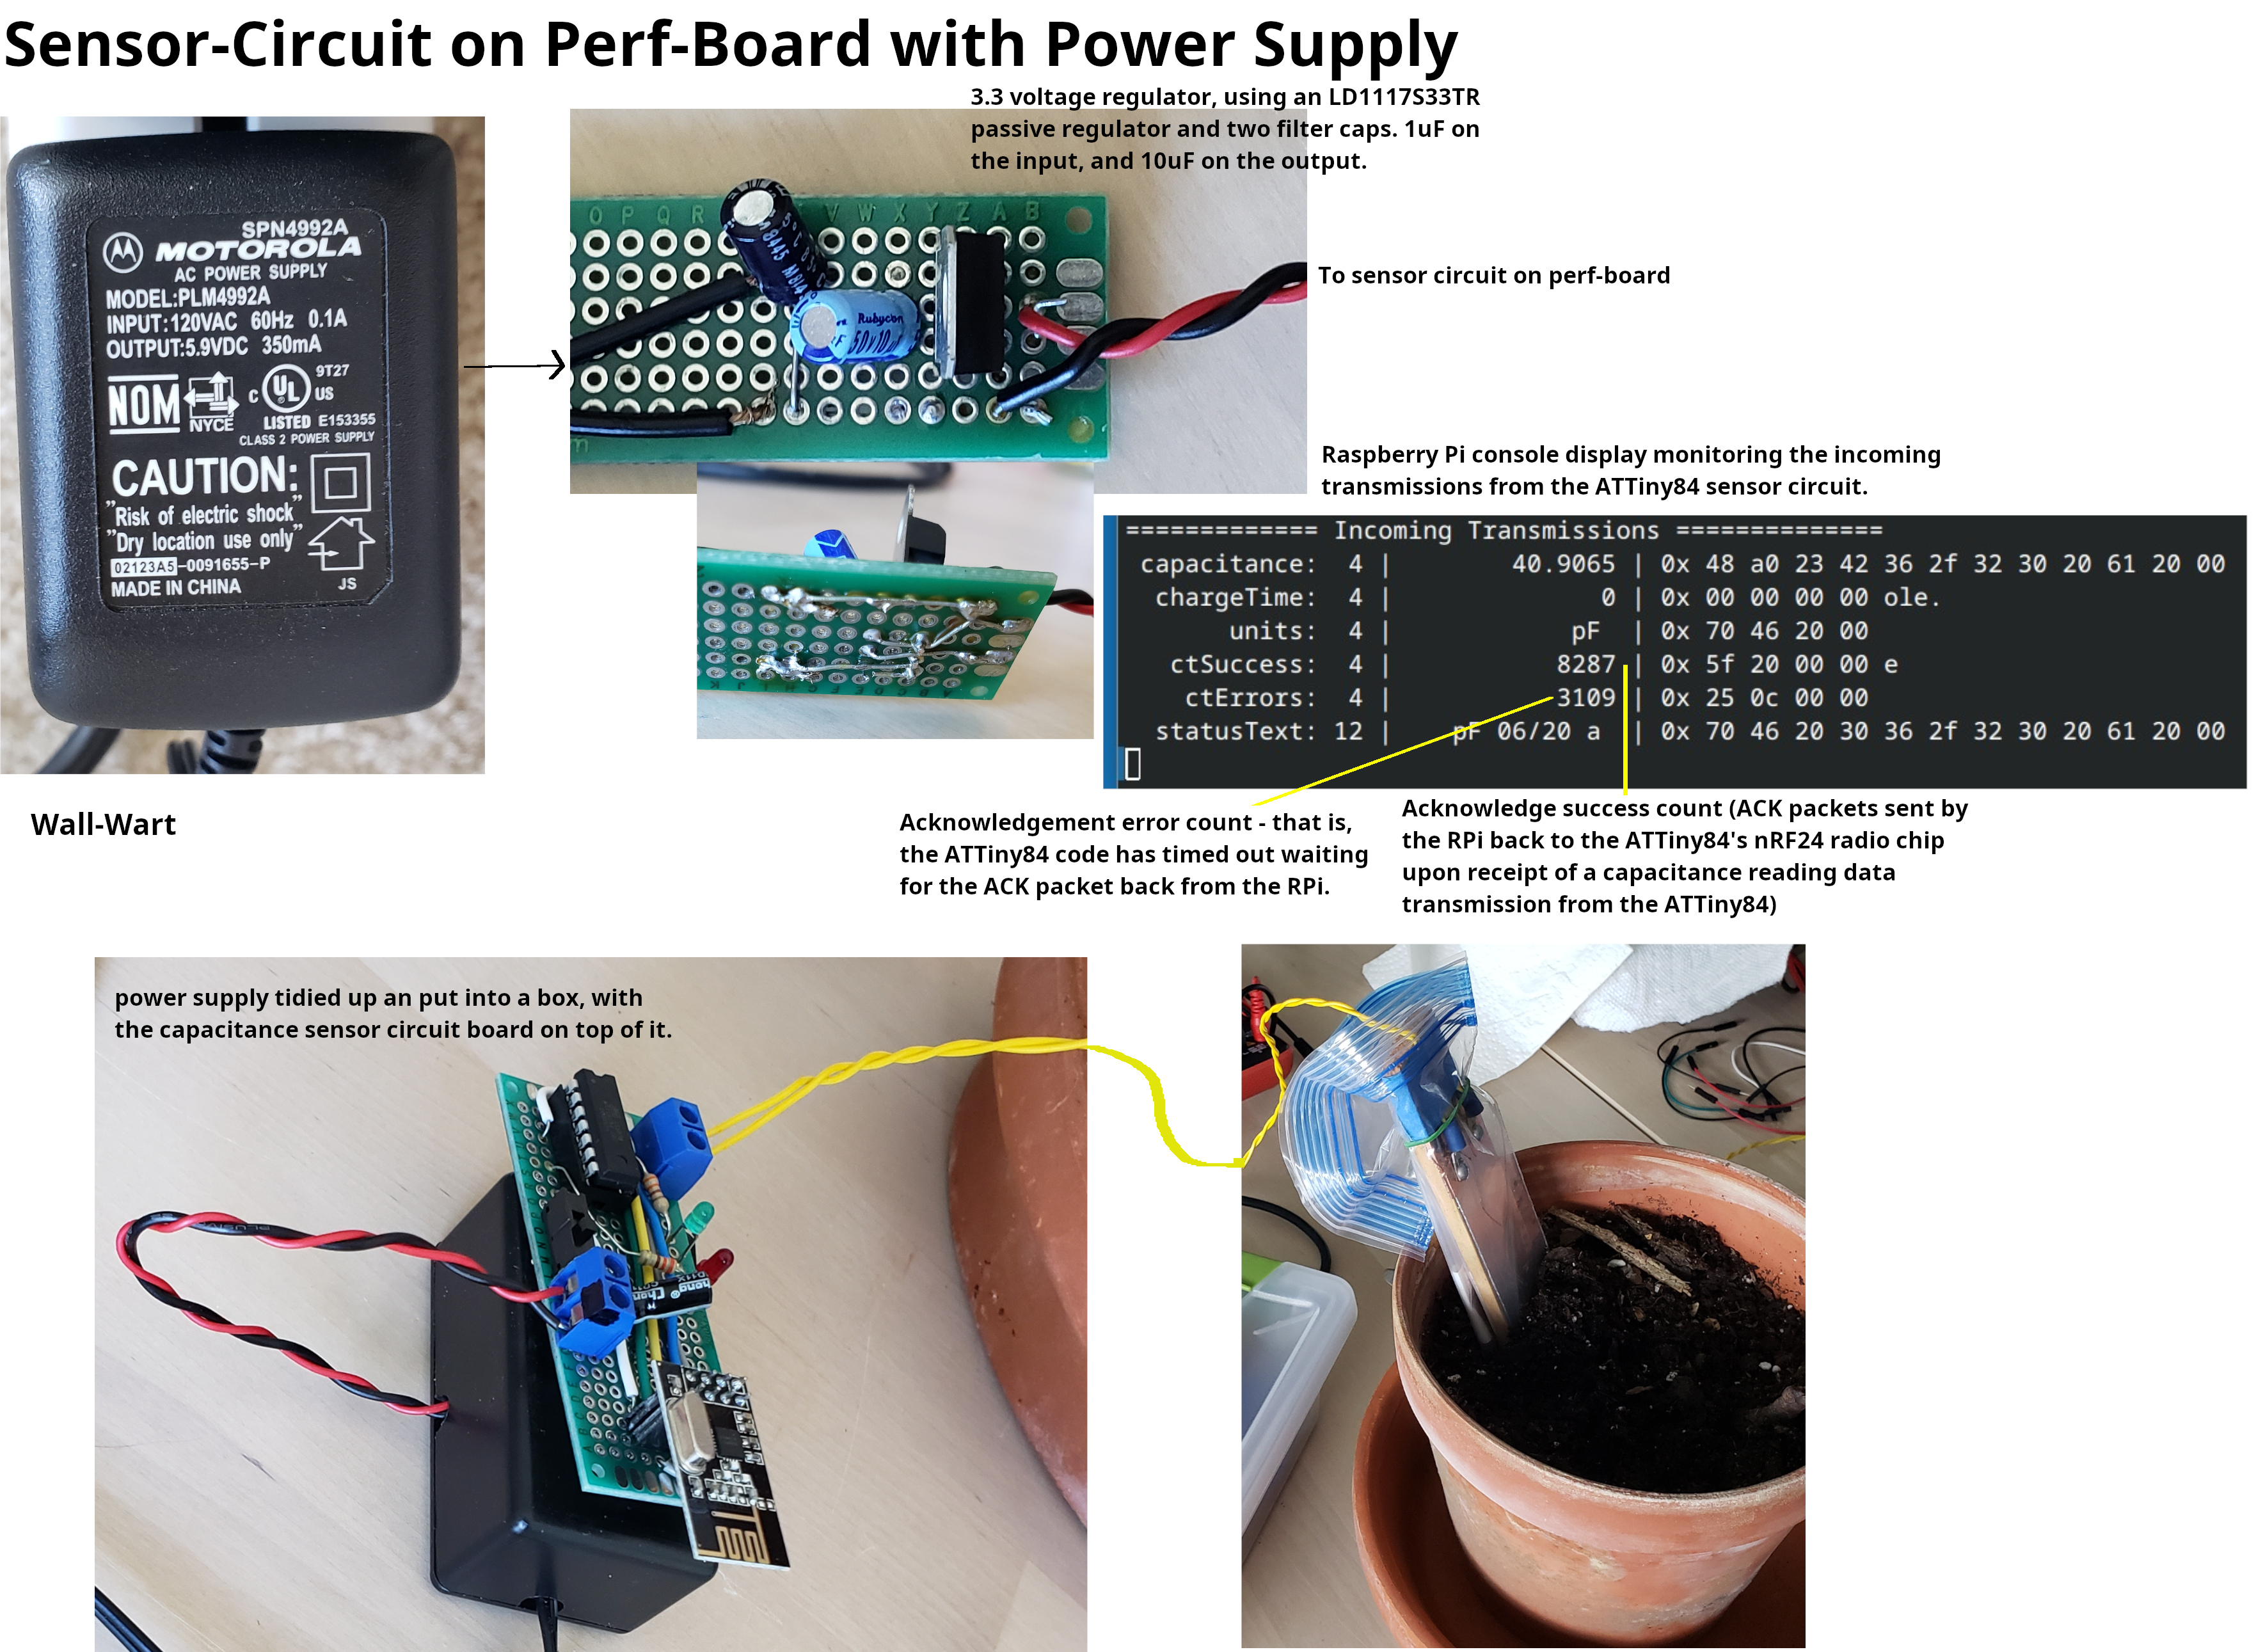 Sensor-Circuit on Perf-Board with Power Supply
3.3 voltage regulator, using an LD1117S33TR
passive regulator and two filter caps. 1uF on
the input, and 10uF on the output.
SPN4992A
MOTOROLA
AC POWER SUPPLY
MODEL:PLM4992A
INPUT:120VAC 60Hz 0.1A
OUTPUT:5.9VDC 350mA
NOM
NYCE
C UL US
9T27
LISTED E153355
CLASS 2 POWER SUPPLY
CAUTION:
"Risk of electric shock"
"Dry location use only"
02123A5-0091655-P
MADE IN CHINA
JS
Wall-Wart
O P Q R V W X Y Z A B
Rubycon
To sensor circuit on perf-board
Raspberry Pi console display monitoring the incoming
transmissions from the ATTiny84 sensor circuit.
============= Incoming Transmissions ==============
capacitance: 4 | 40.9065 | 0x 48 a0 23 42 36 2f 32 30 20 61 20 00
chargeTime: 4 | 0 | 0x 00 00 00 00 ole.
units: 4 | pF | 0x 70 46 20 00
ctSuccess: 4 | 8287 | 0x 5f 20 00 00 e
ctErrors: 4 | 3109 | 0x 25 0c 00 00
statusText: 12 | pF 06/20 a | 0x 70 46 20 30 36 2f 32 30 20 61 20 00
Acknowledgement error count - that is,
the ATTiny84 code has timed out waiting
for the ACK packet back from the RPi.
Acknowledge success count (ACK packets sent by
the RPi back to the ATTiny84's nRF24 radio chip
upon receipt of a capacitance reading data
transmission from the ATTiny84)
power supply tidied up an put into a box, with
the capacitance sensor circuit board on top of it.